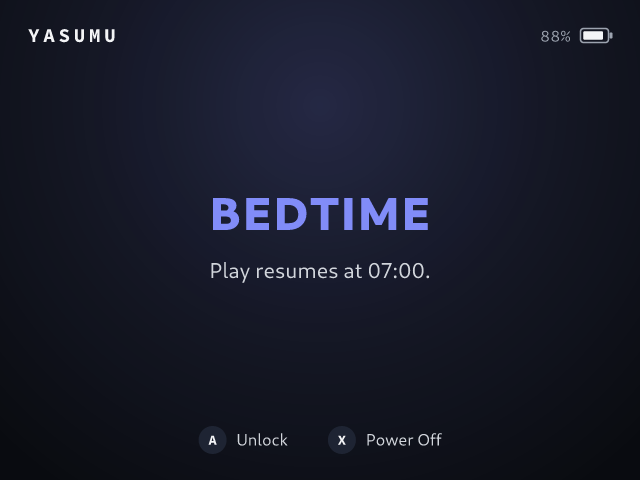 YASUMU
88%
BEDTIME
Play resumes at 07:00.
A Unlock X Power Off